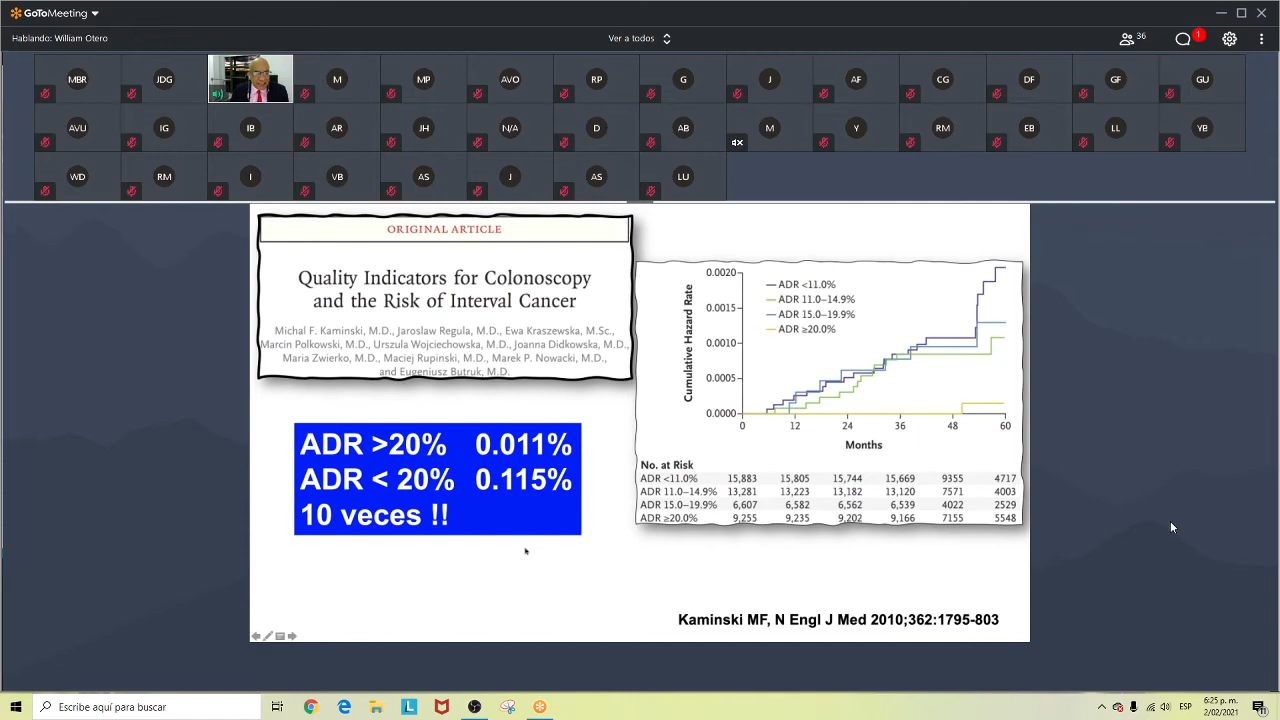 GoToMeeting
Hablando: William Otero
Ver a todos
36
1
MBR
JDG
M
MP
AVO
RP
G
J
AF
CG
DF
GF
GU
AVLI
IG
IB
AR
JH
N/A
D
AB
M
Y
RM
EB
LL
YB
WD
RM
I
VB
AS
J
AS
LU
ORIGINAL ARTICLE
Quality Indicators for Colonoscopy
and the Risk of Interval Cancer
Michal F. Kaminski, M.D., Jaroslaw Regula, M.D., Ewa Kraszewska, M.Sc.,
Marcin Polkowski, M.D., Urszula Wojciechowska, M.D., Joanna Didkowska, M.D.,
Maria Zwierko, M.D., Maciej Rupinski, M.D., Marek P. Nowacki, M.D.,
and Eugeniusz Butruk, M.D.
ADR >20% 0.011%
ADR < 20% 0.115%
10 veces !!
Cumulative Hazard Rate
0.0020
0.0015
0.0010
0.0005
0.0000
ADR <11.0%
ADR 11.0–14.9%
ADR 15.0–19.9%
ADR ≥20.0%
0 12 24 36 48 60
Months
No. at Risk
ADR <11.0% 15,883 15,805 15,744 15,669 9355 4717
ADR 11.0–14.9% 13,281 13,223 13,182 13,120 7571 4003
ADR 15.0–19.9% 6,607 6,582 6,562 6,539 4022 2529
ADR ≥20.0% 9,255 9,235 9,202 9,166 7155 5548
Kaminski MF, N Engl J Med 2010;362:1795-803
Escribe aquí para buscar
ESP
6:25 p. m.
2/02/2021